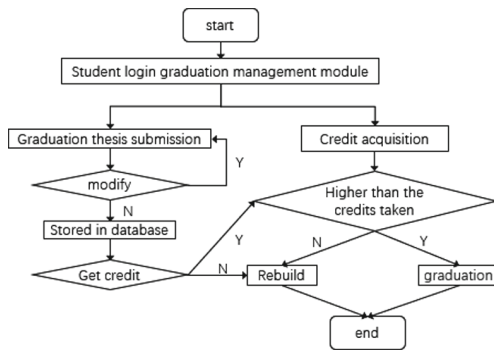 start
Student login graduation management module
Graduation thesis submission
Credit acquisition
Y
modify
Higher than the
credits taken
N
Stored in database
Y
N
Y
Get credit
N
Rebuild
graduation
end